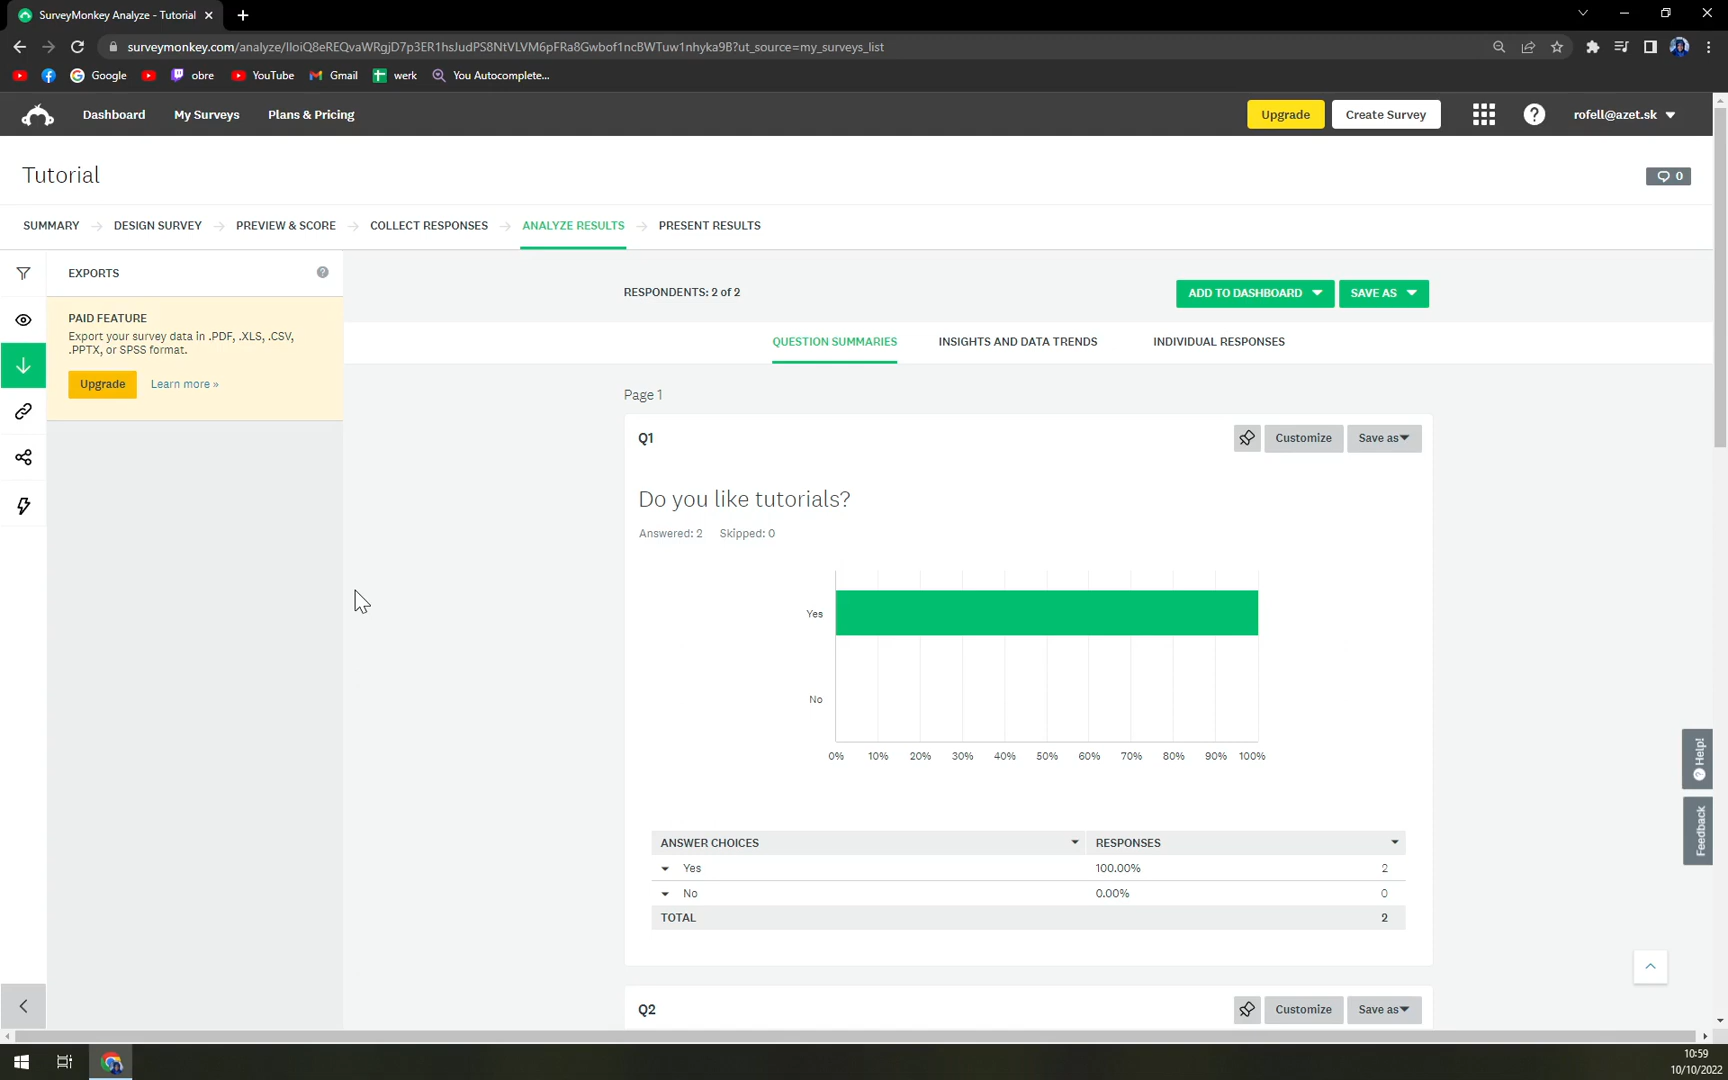 SurveyMonkey Analyze - Tutorial
surveymonkey.com/analyze/IIoiQ8eREQvaWRgjD7p3ER1hsJudPS8NtVLVM6pFRa8Gwbof1ncBWTuw1nhyka9B?ut_source=my_surveys_list
Google obre YouTube Gmail werk You Autocomplete...
Dashboard My Surveys Plans & Pricing Upgrade Create Survey ? rofell@azet.sk
Tutorial
0
SUMMARY DESIGN SURVEY PREVIEW & SCORE COLLECT RESPONSES ANALYZE RESULTS PRESENT RESULTS
EXPORTS ?
PAID FEATURE
Export your survey data in .PDF, .XLS, .CSV,
.PPTX, or SPSS format.
Upgrade Learn more »
RESPONDENTS: 2 of 2
ADD TO DASHBOARD SAVE AS
QUESTION SUMMARIES INSIGHTS AND DATA TRENDS INDIVIDUAL RESPONSES
Page 1
Q1 Customize Save as
Do you like tutorials?
Answered: 2 Skipped: 0
Yes
No
0% 10% 20% 30% 40% 50% 60% 70% 80% 90% 100%
ANSWER CHOICES RESPONSES
Yes 100.00% 2
No 0.00% 0
TOTAL 2
Q2 Customize Save as
? Help!
Feedback
10:59
10/10/2022